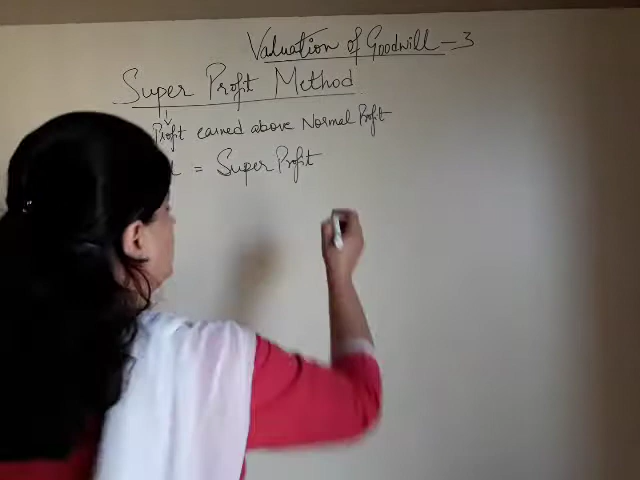 Valuation of Goodwill - 3
Super Profit Method
Profit earned above Normal Profit
= Super Profit